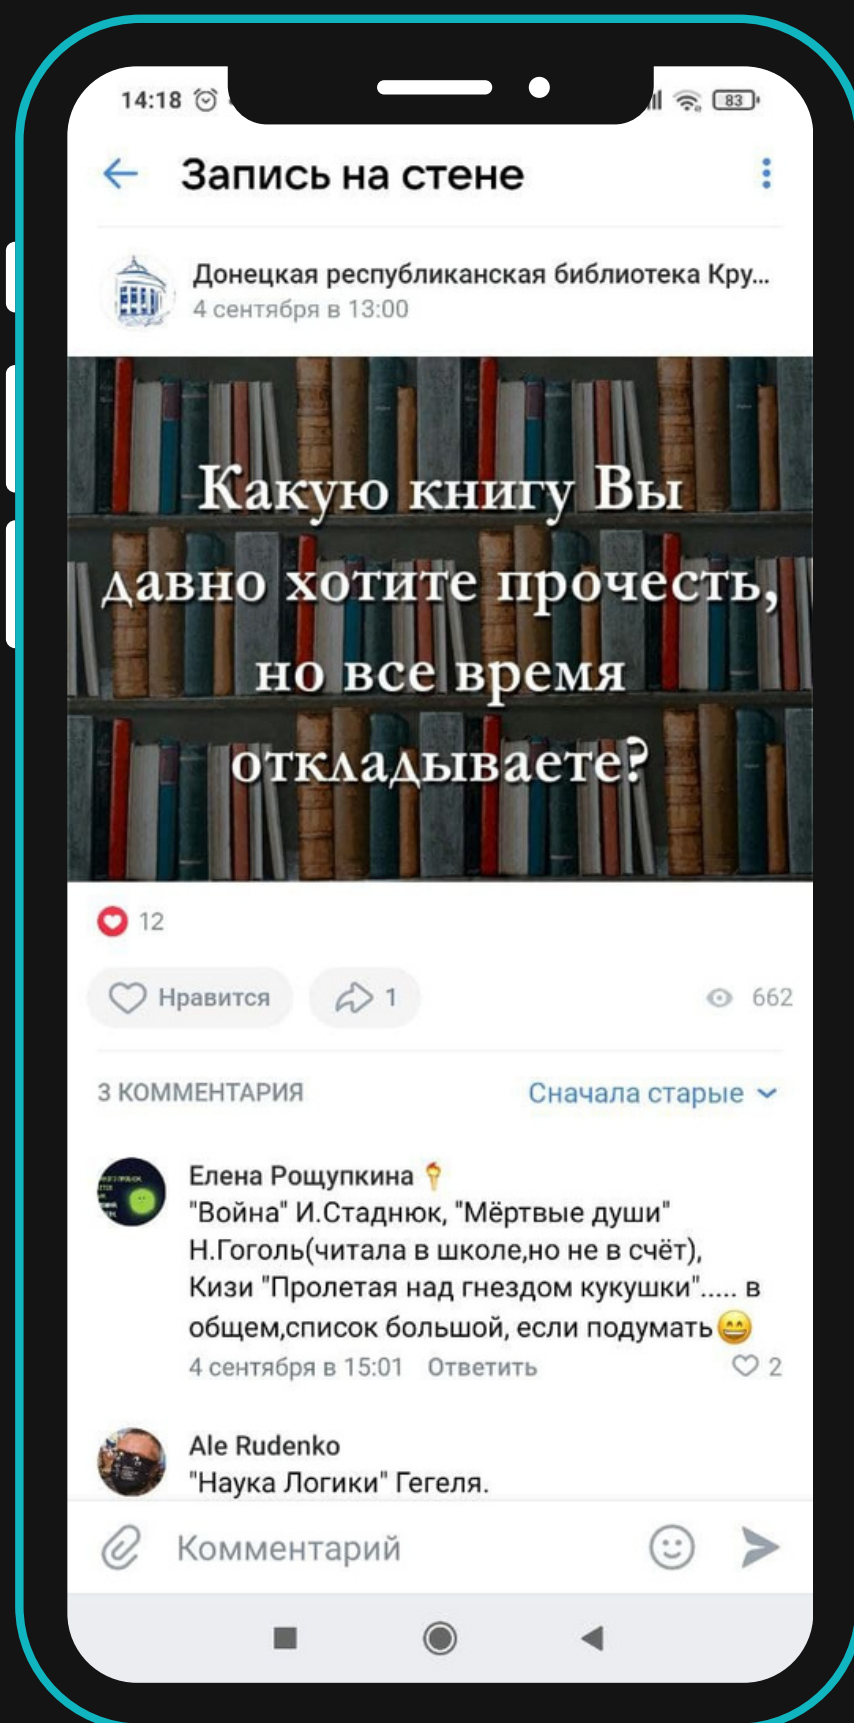 14:18
83
Запись на стене
Донецкая республиканская библиотека Кру...
4 сентября в 13:00
Какую книгу Вы
давно хотите прочесть,
но все время
откладываете?
12
Нравится
1
662
3 КОММЕНТАРИЯ
Сначала старые
Елена Рощупкина
"Война" И.Стаднюк, "Мёртвые души"
Н.Гоголь(читала в школе,но не в счёт),
Кизи "Пролетая над гнездом кукушки"..... в
общем,список большой, если подумать😄
4 сентября в 15:01 Ответить
2
Ale Rudenko
"Наука Логики" Гегеля.
Комментарий